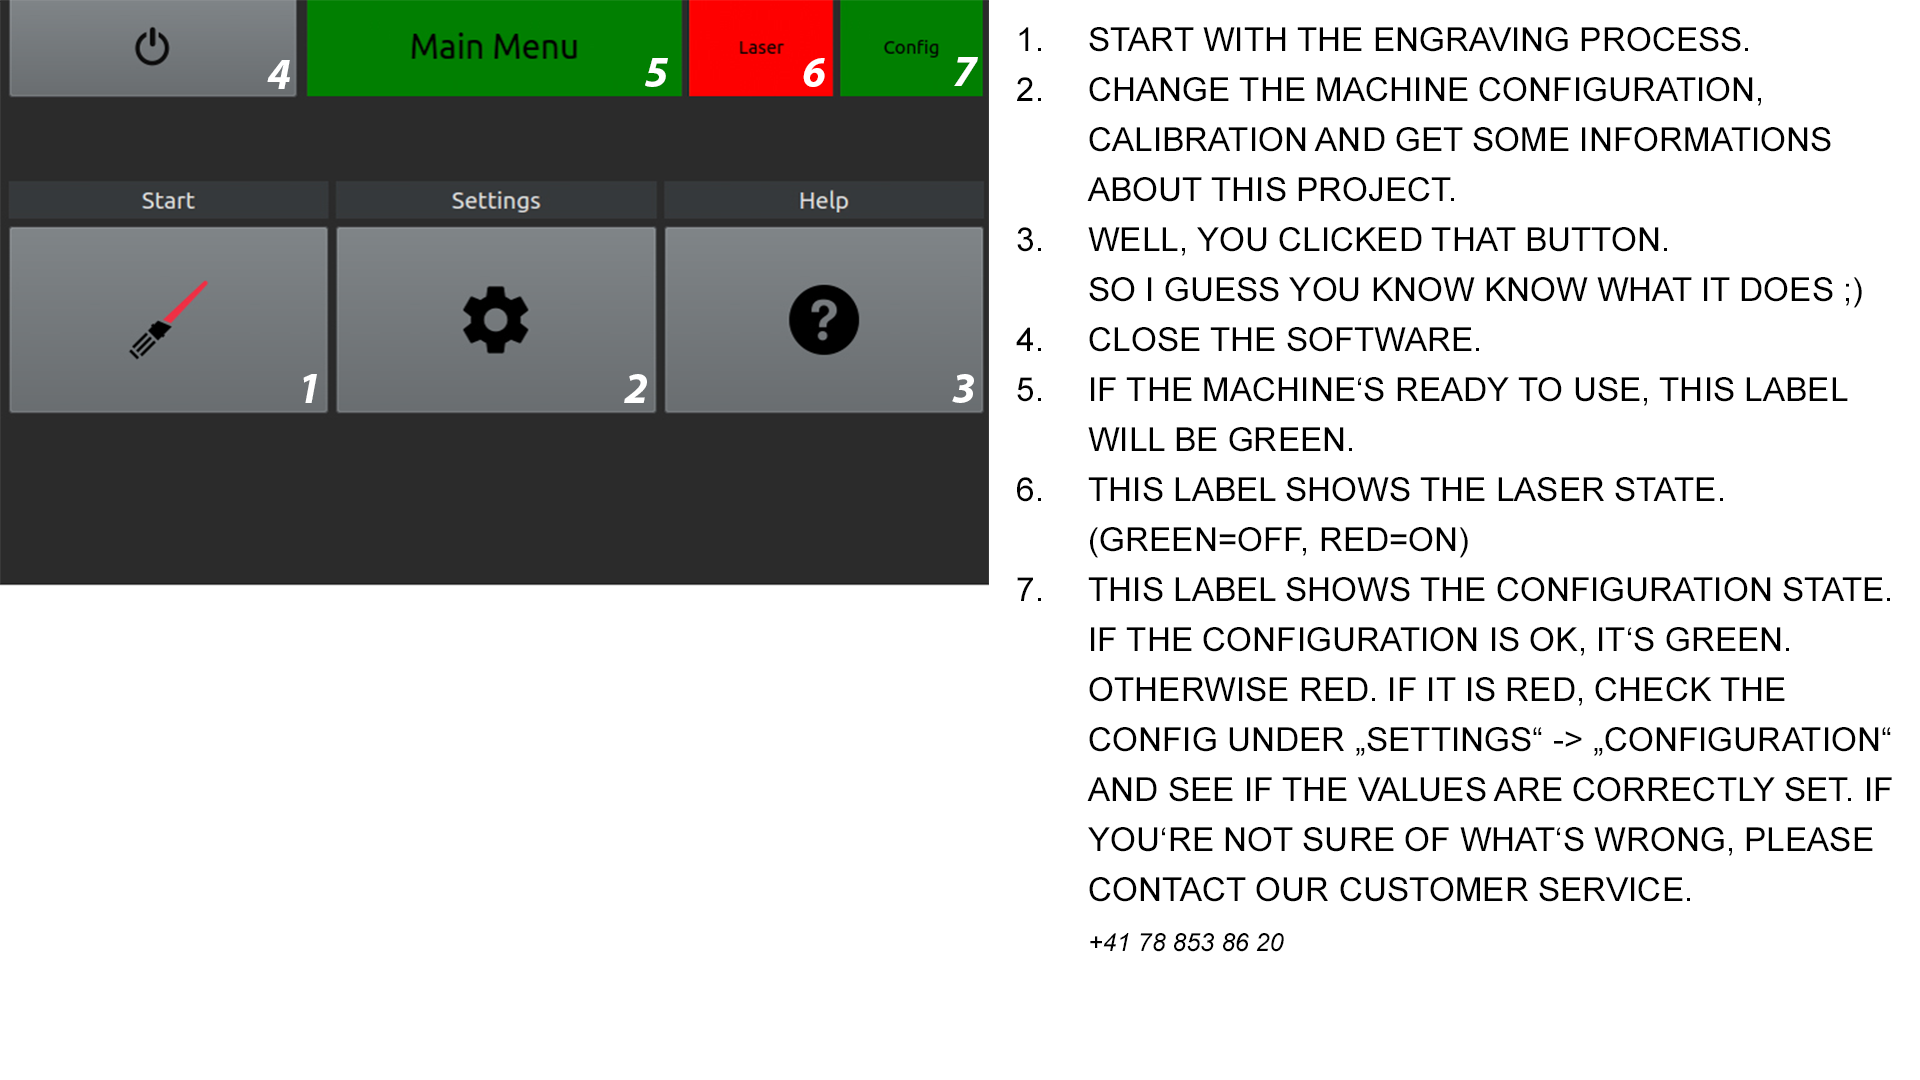 Main Menu
Laser
Config
4
5
6
7
Start
Settings
Help
1
2
3
1. START WITH THE ENGRAVING PROCESS.
2. CHANGE THE MACHINE CONFIGURATION,
CALIBRATION AND GET SOME INFORMATIONS
ABOUT THIS PROJECT.
3. WELL, YOU CLICKED THAT BUTTON.
SO I GUESS YOU KNOW KNOW WHAT IT DOES ;)
4. CLOSE THE SOFTWARE.
5. IF THE MACHINE‘S READY TO USE, THIS LABEL
WILL BE GREEN.
6. THIS LABEL SHOWS THE LASER STATE.
(GREEN=OFF, RED=ON)
7. THIS LABEL SHOWS THE CONFIGURATION STATE.
IF THE CONFIGURATION IS OK, IT‘S GREEN.
OTHERWISE RED. IF IT IS RED, CHECK THE
CONFIG UNDER „SETTINGS“ -> „CONFIGURATION“
AND SEE IF THE VALUES ARE CORRECTLY SET. IF
YOU‘RE NOT SURE OF WHAT‘S WRONG, PLEASE
CONTACT OUR CUSTOMER SERVICE.
+41 78 853 86 20